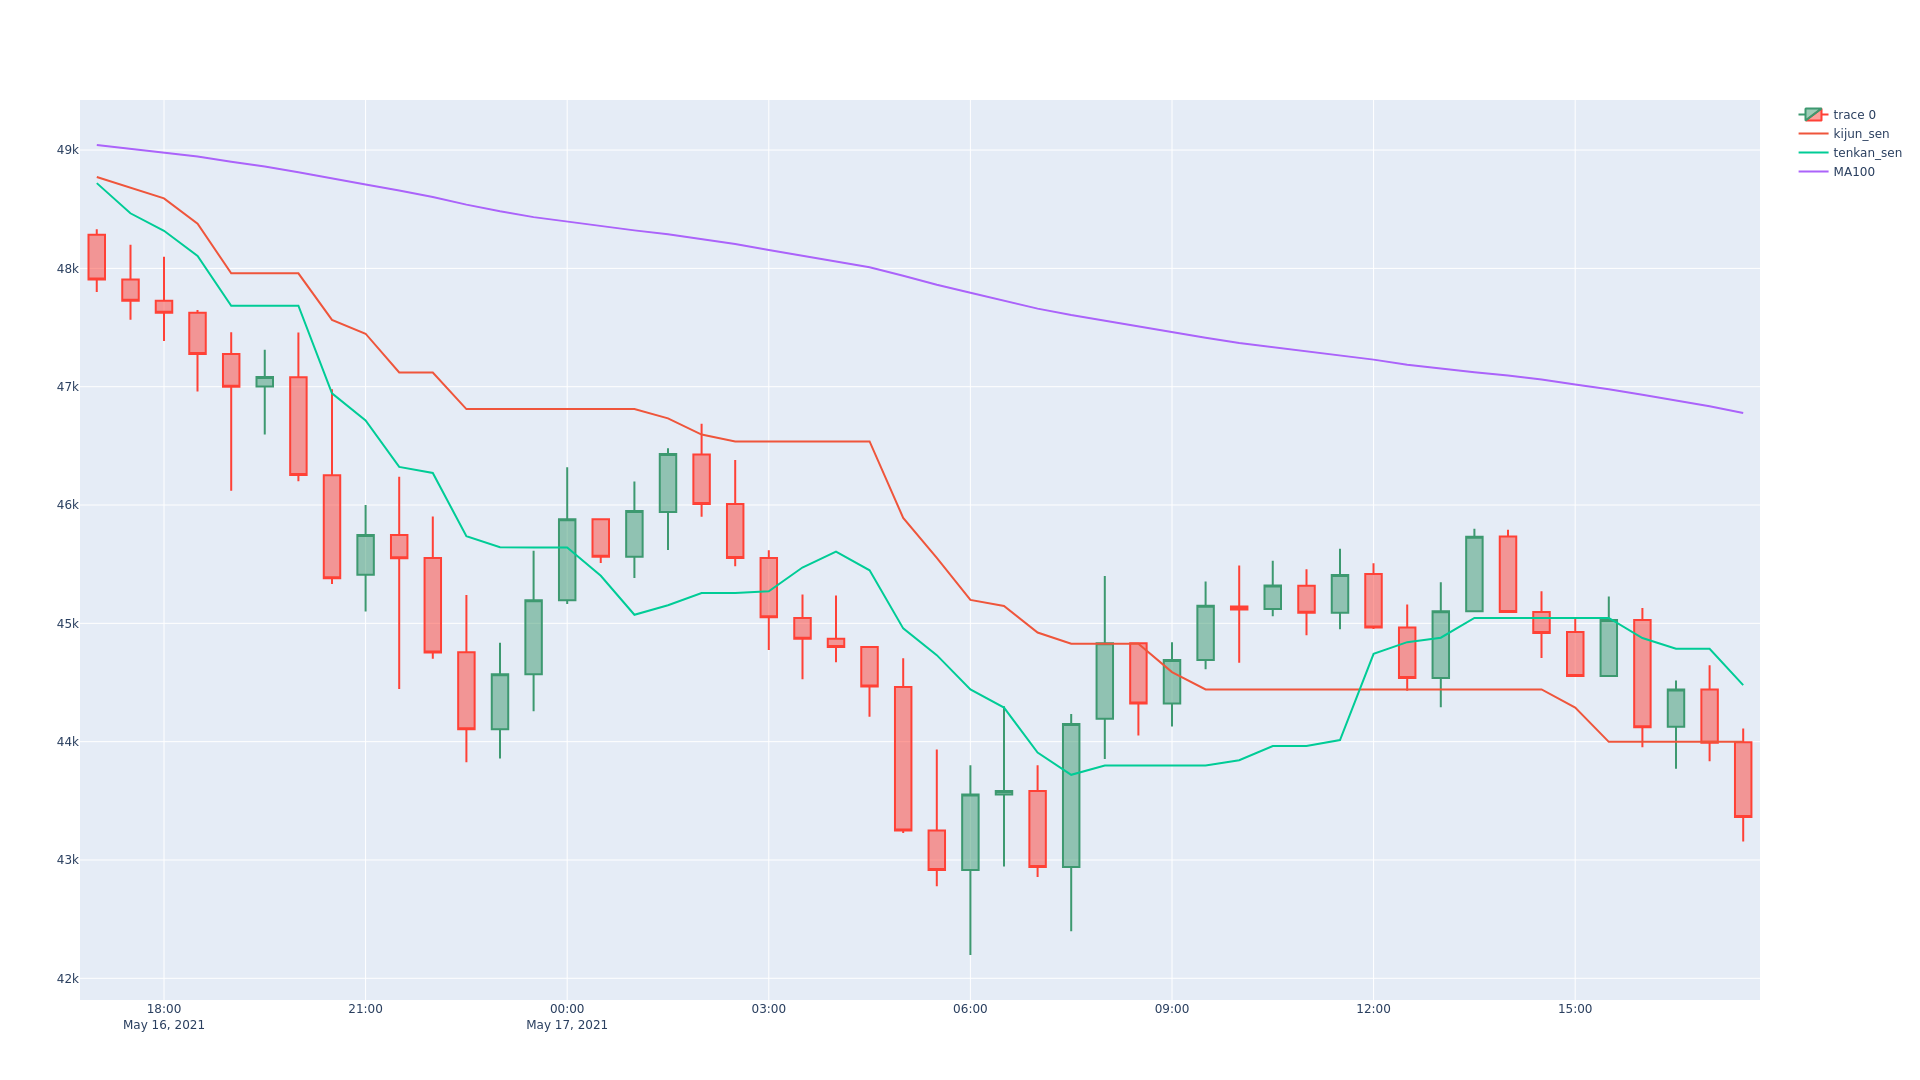 trace 0
kijun_sen
tenkan_sen
MA100
49k
48k
47k
46k
45k
44k
43k
42k
18:00 21:00 00:00 03:00 06:00 09:00 12:00 15:00
May 16, 2021 May 17, 2021